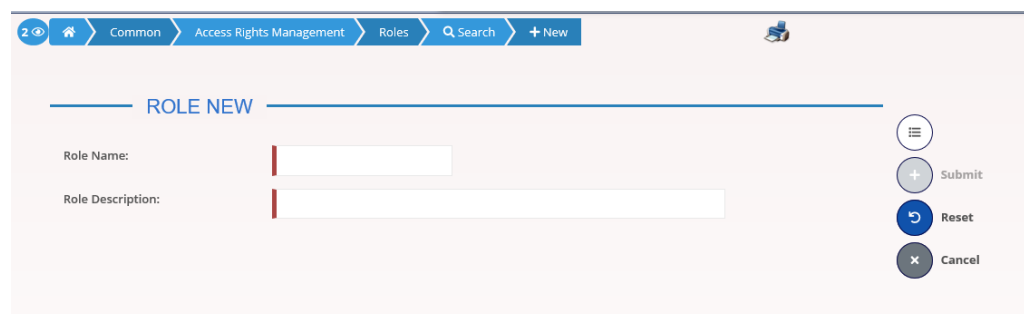 2 Common Access Rights Management Roles Search + New
ROLE NEW
Role Name:
Role Description:
Submit
Reset
Cancel